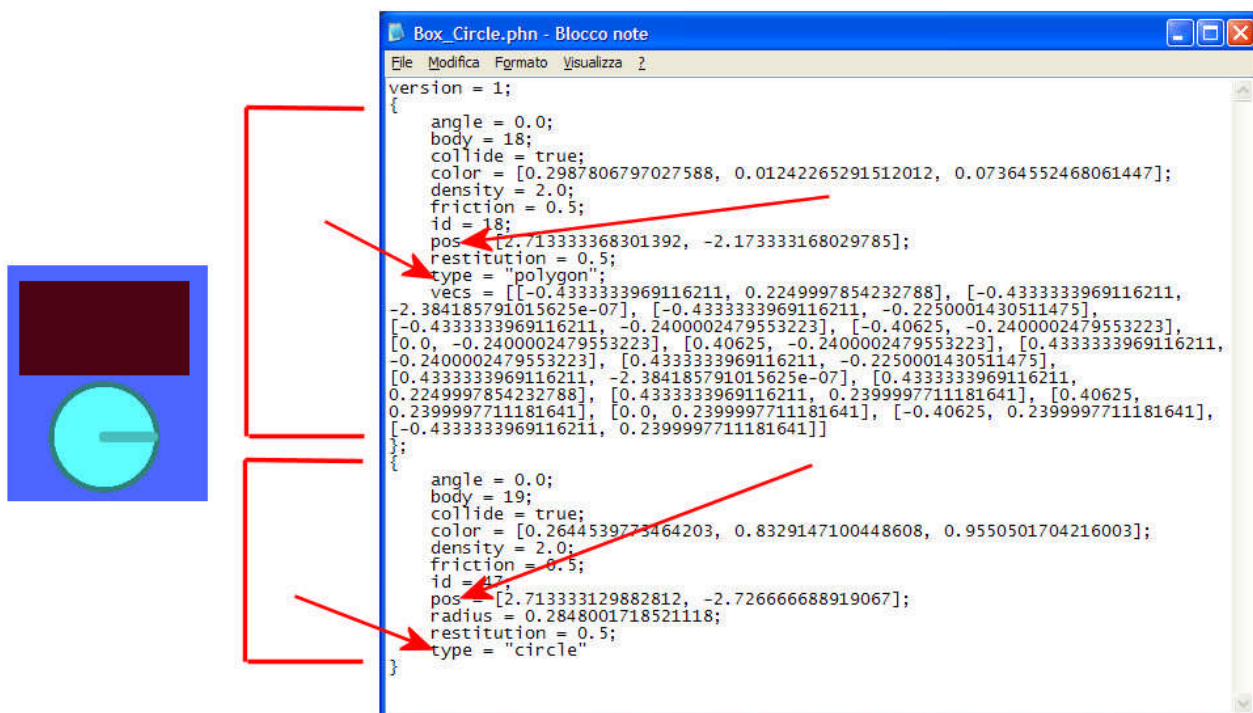 Box_Circle.phn - Blocco note
File Modifica Formato Visualizza ?
version = 1;
{
angle = 0.0;
body = 18;
collide = true;
color = [0.2987806797027588, 0.01242265291512012, 0.07364552468061447];
density = 2.0;
friction = 0.5;
id = 18;
pos = [2.713333368301392, -2.173333168029785];
restitution = 0.5;
type = "polygon";
vecs = [[-0.4333333969116211, 0.2249997854232788], [-0.4333333969116211,
-2.384185791015625e-07], [-0.4333333969116211, -0.2250001430511475],
[-0.4333333969116211, -0.2400002479553223], [-0.40625, -0.2400002479553223],
[0.0, -0.2400002479553223], [0.40625, -0.2400002479553223], [0.4333333969116211,
-0.2400002479553223], [0.4333333969116211, -0.2250001430511475],
[0.4333333969116211, -2.384185791015625e-07], [0.4333333969116211,
0.2249997854232788], [0.4333333969116211, 0.2399997711181641], [0.40625,
0.2399997711181641], [0.0, 0.2399997711181641], [-0.40625, 0.2399997711181641],
[-0.4333333969116211, 0.2399997711181641]]
};
{
angle = 0.0;
body = 19;
collide = true;
color = [0.2644539773464203, 0.8329147100448608, 0.9550501704216003];
density = 2.0;
friction = 0.5;
id = 47;
pos = [2.713333129882812, -2.726666688919067];
radius = 0.2848001718521118;
restitution = 0.5;
type = "circle"
}